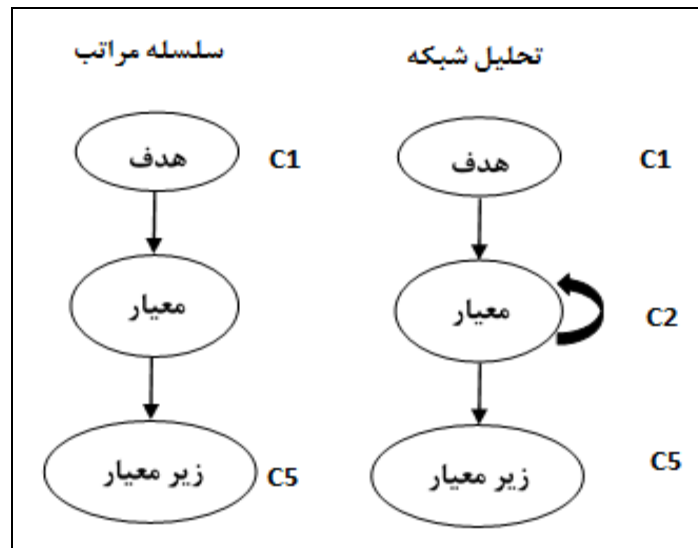 تحلیل شبکه
سلسله مراتب
هدف C1
هدف C1
معیار C2
معیار
زیر معیار C5
زیر معیار C5